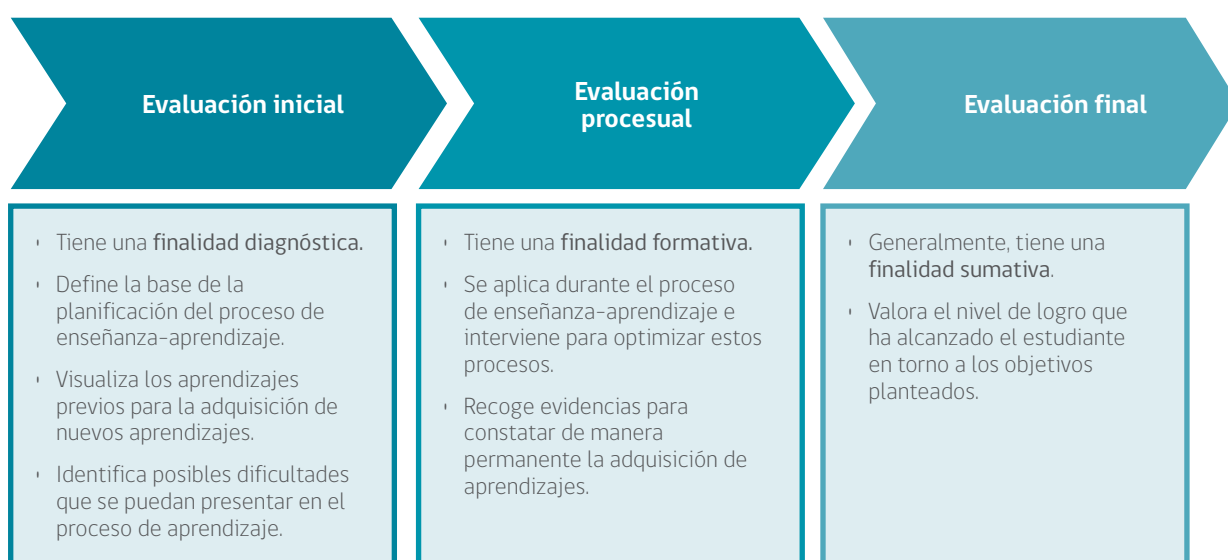 Evaluación inicial
Evaluación
procesual
Evaluación final
Tiene una finalidad diagnóstica.
Define la base de la
planificación del proceso de
enseñanza-aprendizaje.
Visualiza los aprendizajes
previos para la adquisición de
nuevos aprendizajes.
Identifica posibles dificultades
que se puedan presentar en el
proceso de aprendizaje.
Tiene una finalidad formativa.
Se aplica durante el proceso
de enseñanza-aprendizaje e
interviene para optimizar estos
procesos.
Recoge evidencias para
constatar de manera
permanente la adquisición de
aprendizajes.
Generalmente, tiene una
finalidad sumativa.
Valora el nivel de logro que
ha alcanzado el estudiante
en torno a los objetivos
planteados.